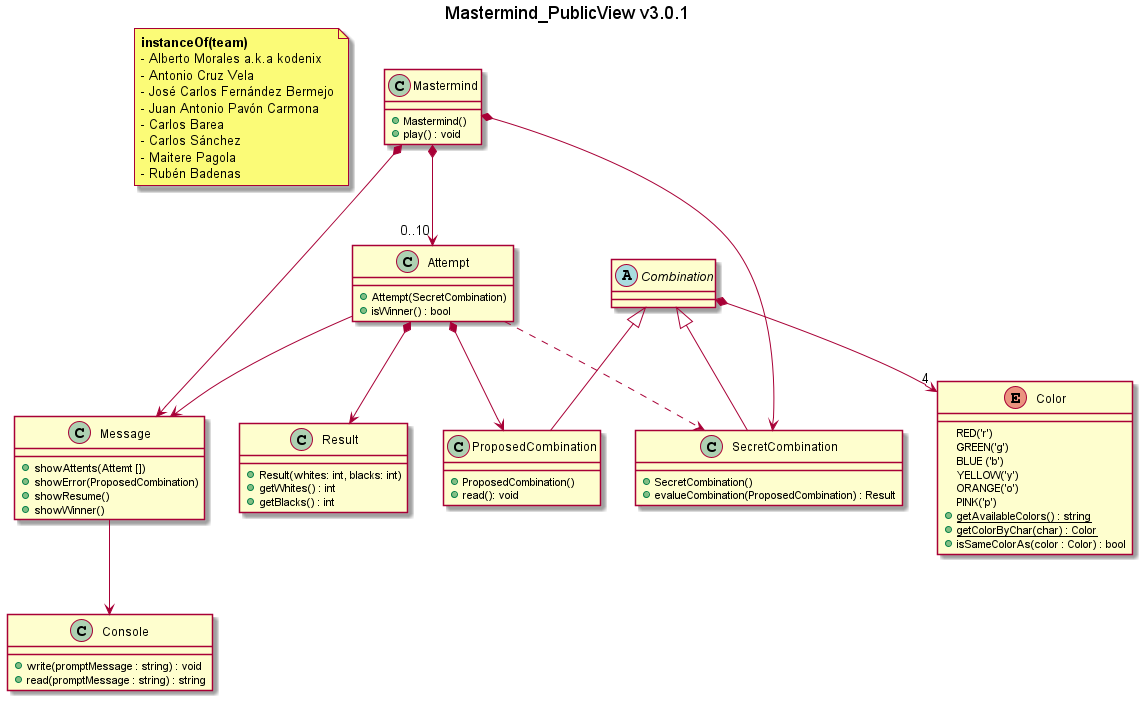 Mastermind_PublicView v3.0.1
instanceOf(team)
- Alberto Morales a.k.a kodenix
- Antonio Cruz Vela
- José Carlos Fernández Bermejo
- Juan Antonio Pavón Carmona
- Carlos Barea
- Carlos Sánchez
- Maitere Pagola
- Rubén Badenas
C Mastermind
Mastermind()
play() : void
0..10
C Attempt
Attempt(SecretCombination)
isWinner() : bool
A Combination
4
C Message
showAttents(Attemt [])
showError(ProposedCombination)
showResume()
showWinner()
C Result
Result(whites: int, blacks: int)
getWhites() : int
getBlacks() : int
C ProposedCombination
ProposedCombination()
read(): void
C SecretCombination
SecretCombination()
evalueCombination(ProposedCombination) : Result
E Color
RED('r')
GREEN('g')
BLUE ('b')
YELLOW('y')
ORANGE('o')
PINK('p')
getAvailableColors() : string
getColorByChar(char) : Color
isSameColorAs(color : Color) : bool
C Console
write(promptMessage : string) : void
read(promptMessage : string) : string